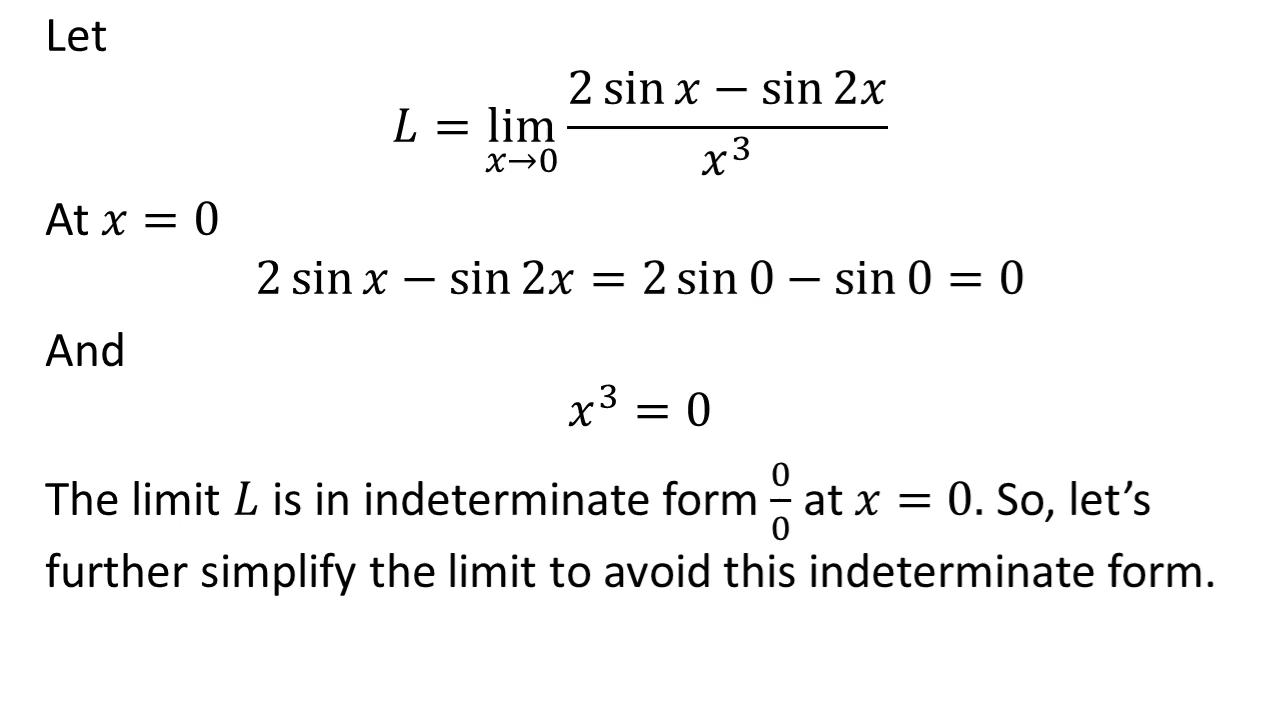 Let
L = lim x→0 (2 sin x − sin 2x)/x³
At x = 0
2 sin x − sin 2x = 2 sin 0 − sin 0 = 0
And
x³ = 0
The limit L is in indeterminate form 0/0 at x = 0. So, let’s
further simplify the limit to avoid this indeterminate form.